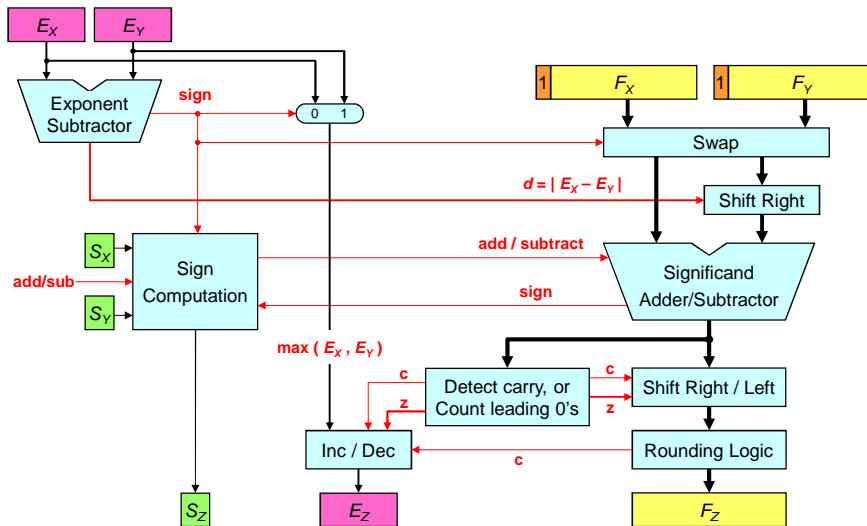 E_X
E_Y
Exponent
Subtractor
sign
0 1
1
F_X
1
F_Y
Swap
d = | E_X – E_Y |
Shift Right
S_X
add/sub
S_Y
Sign
Computation
add / subtract
sign
Significand
Adder/Subtractor
max ( E_X , E_Y )
c
z
Detect carry, or
Count leading 0's
c
z
Shift Right / Left
Inc / Dec
c
Rounding Logic
S_Z
E_Z
F_Z